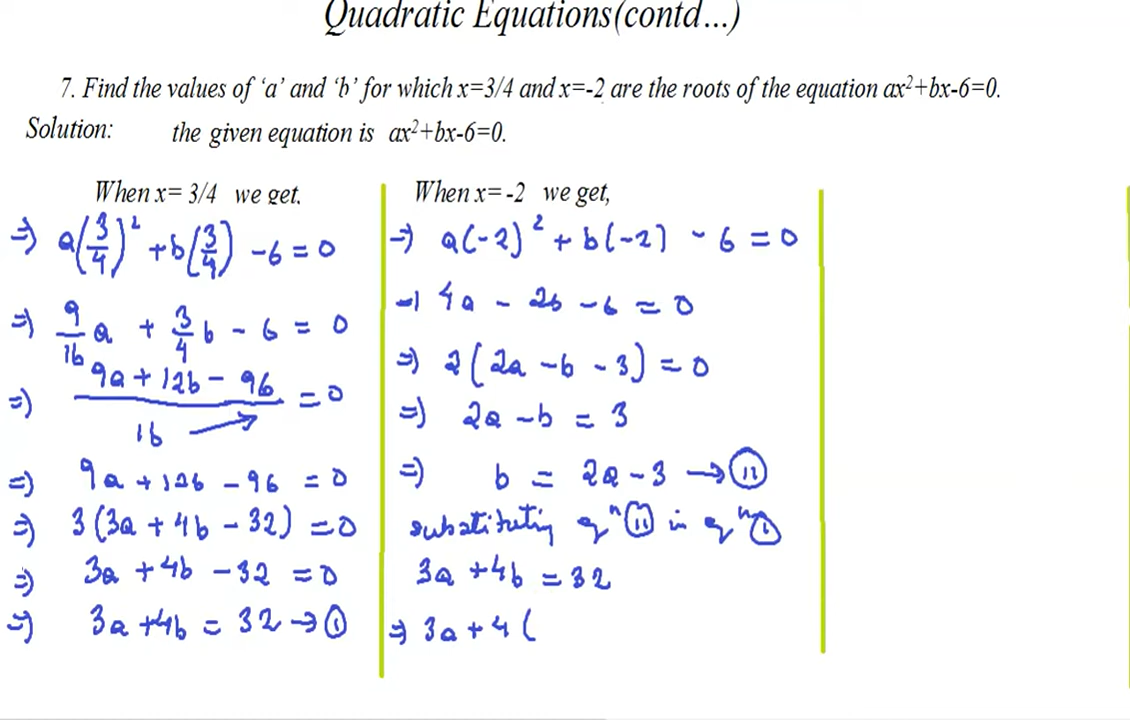 Quadratic Equations(contd...)
7. Find the values of ‘a’ and ‘b’ for which x=3/4 and x=-2 are the roots of the equation ax²+bx-6=0.
Solution: the given equation is ax²+bx-6=0.
When x= 3/4 we get.
⇒ a(3/4)² + b(3/4) - 6 = 0
⇒ 9/16 a + 3/4 b - 6 = 0
⇒ (9a + 12b - 96)/16 → = 0
⇒ 9a + 12b - 96 = 0
⇒ 3(3a + 4b - 32) = 0
⇒ 3a + 4b - 32 = 0
⇒ 3a + 4b = 32 → (i)
When x= -2 we get,
⇒ a(-2)² + b(-2) - 6 = 0
⇒ 4a - 2b - 6 = 0
⇒ 2(2a - b - 3) = 0
⇒ 2a - b = 3
⇒ b = 2a - 3 → (ii)
substituting eqⁿ (ii) in eqⁿ (i)
3a + 4b = 32
⇒ 3a + 4(